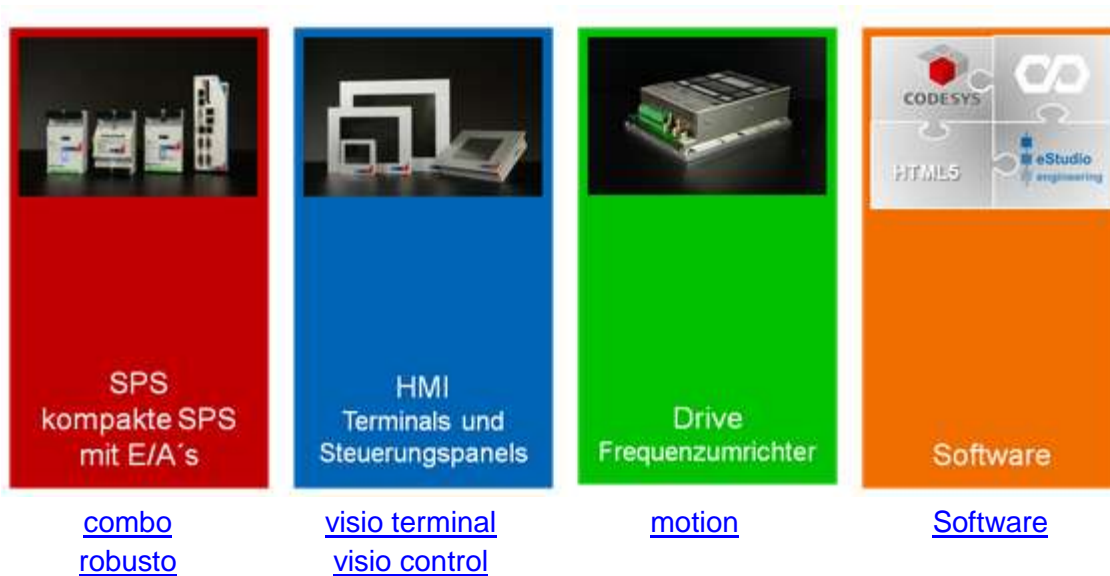 CODESYS
HTML5
eStudio
engineering
SPS
kompakte SPS
mit E/A´s
HMI
Terminals und
Steuerungspanels
Drive
Frequenzumrichter
Software
combo
robusto
visio terminal
visio control
motion
Software